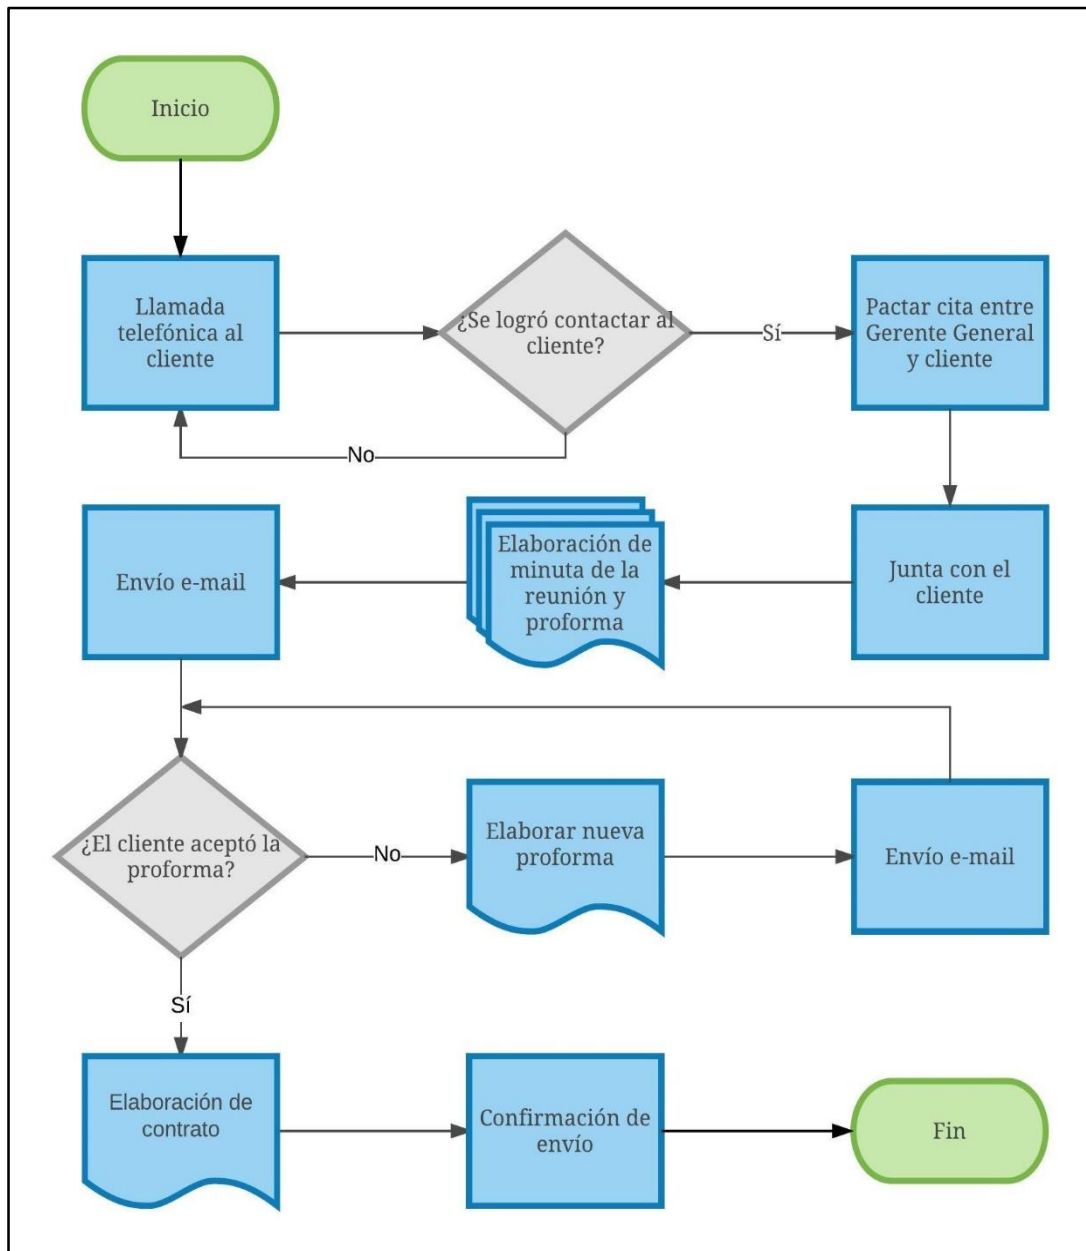 Inicio
Llamada
telefónica al
cliente
¿Se logró contactar al
cliente?
Sí
Pactar cita entre
Gerente General
y cliente
No
Envío e-mail
Elaboración de
minuta de la
reunión y
proforma
Junta con el
cliente
¿El cliente aceptó la
proforma?
No
Elaborar nueva
proforma
Envío e-mail
Sí
Elaboración de
contrato
Confirmación de
envío
Fin